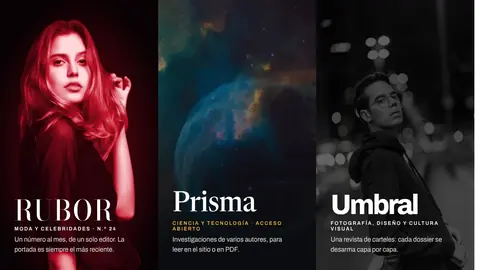 RUBOR
MODA Y CELEBRIDADES · N.º 24
Un número al mes, de un solo editor. La
portada es siempre el más reciente.
Prisma
CIENCIA Y TECNOLOGÍA · ACCESO
ABIERTO
Investigaciones de varios autores, para
leer en el sitio o en PDF.
Umbral
FOTOGRAFÍA, DISEÑO Y CULTURA
VISUAL
Una revista de carteles: cada dossier se
desarma capa por capa.